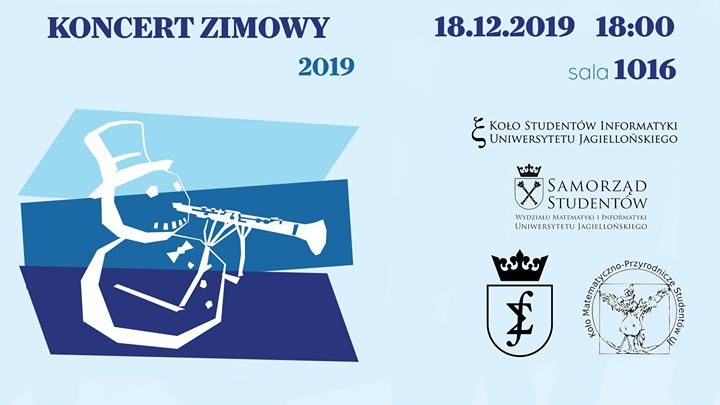 KONCERT ZIMOWY
2019
18.12.2019 18:00
sala 1016
ξ Koło Studentów Informatyki
Uniwersytetu Jagiellońskiego
Samorząd
Studentów
Wydziału Matematyki i Informatyki
Uniwersytetu Jagiellońskiego
Koło Matematyczno-Przyrodnicze Studentów UJ